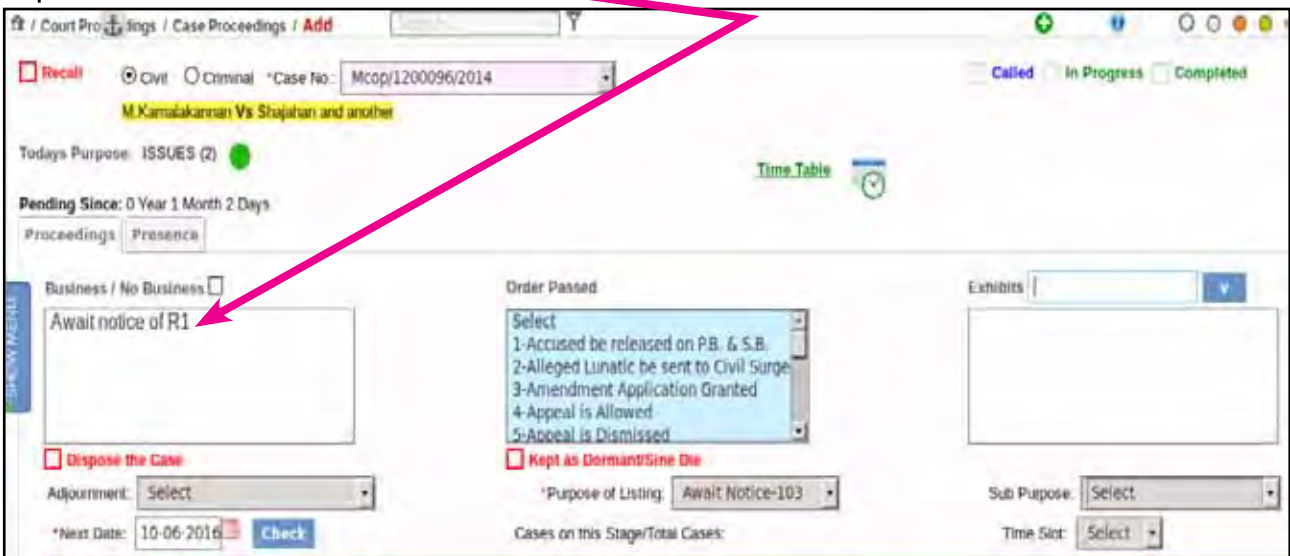 / Court Pro dings / Case Proceedings / Add
Recall Civil Criminal *Case No.: Mcop/1200096/2014 Called In Progress Completed
M.Kamalakannan Vs Shajahan and another
Todays Purpose: ISSUES (2)
Time Table
Pending Since: 0 Year 1 Month 2 Days
Proceedings Presence
Business / No Business Order Passed Exhibits V
Await notice of R1
Select
1-Accused be released on P.B. & S.B.
2-Alleged Lunatic be sent to Civil Surge
3-Amendment Application Granted
4-Appeal is Allowed
5-Appeal is Dismissed
SHOW MENU
Dispose the Case Kept as Dormant/Sine Die
Adjournment: Select *Purpose of Listing: Await Notice-103 Sub Purpose: Select
*Next Date: 10-06-2016 Check Cases on this Stage/Total Cases: Time Slot: Select